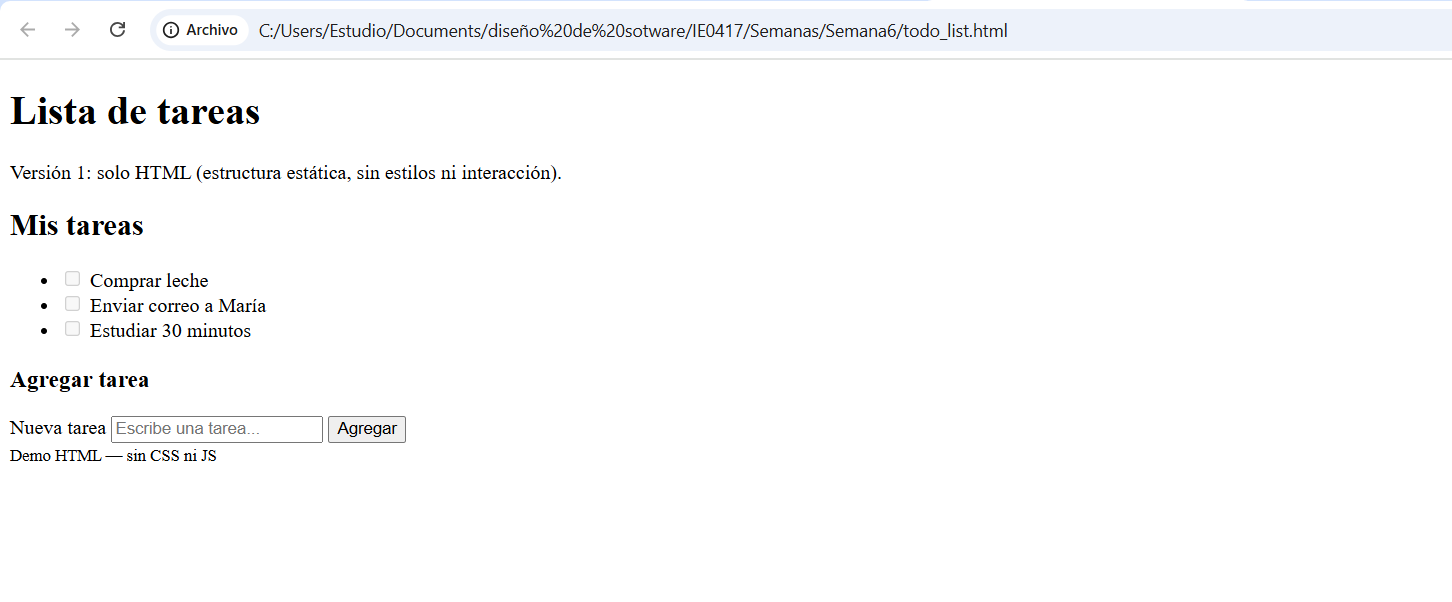 Archivo C:/Users/Estudio/Documents/diseño%20de%20sotware/IE0417/Semanas/Semana6/todo_list.html
Lista de tareas
Versión 1: solo HTML (estructura estática, sin estilos ni interacción).
Mis tareas
Comprar leche
Enviar correo a María
Estudiar 30 minutos
Agregar tarea
Nueva tarea Escribe una tarea... Agregar
Demo HTML — sin CSS ni JS